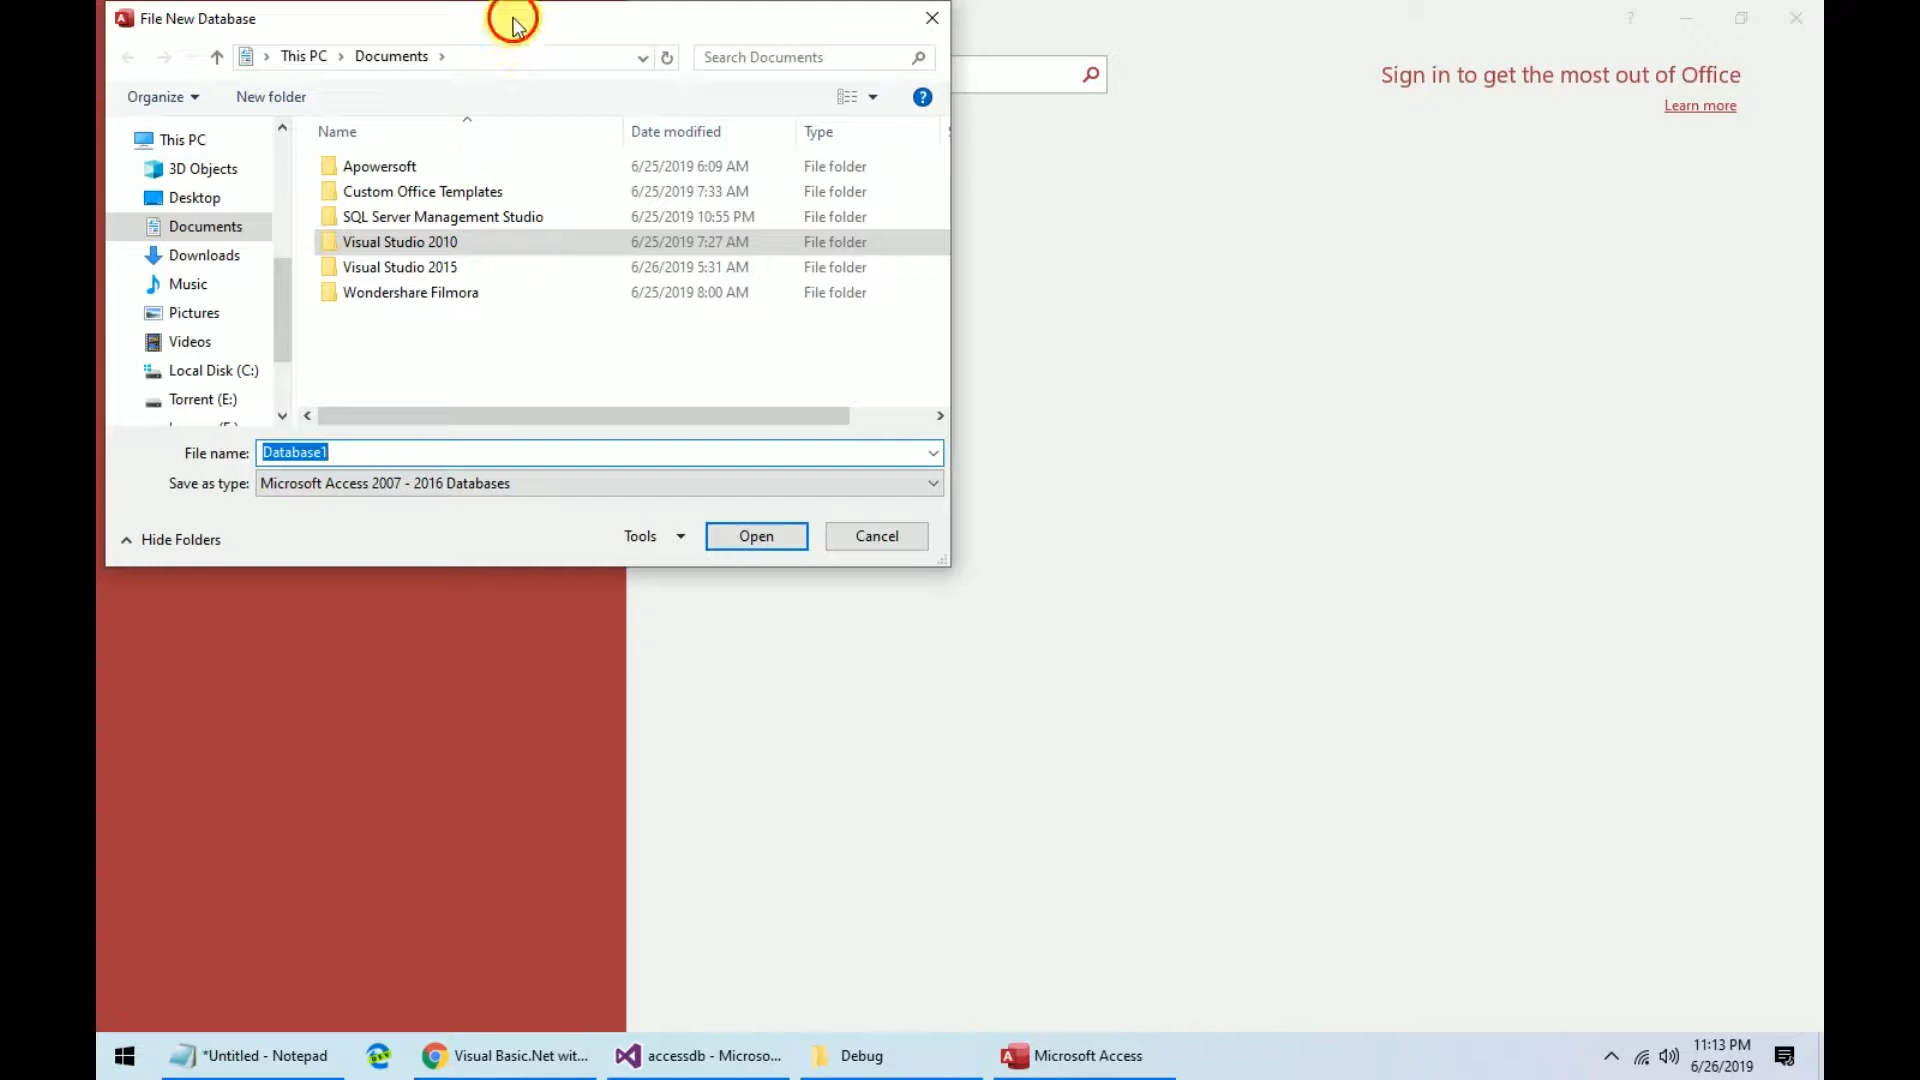 File New Database
This PC Documents
Search Documents
Sign in to get the most out of Office
Learn more
Organize
New folder
Name
Date modified
Type
This PC
3D Objects
Desktop
Documents
Downloads
Music
Pictures
Videos
Local Disk (C:)
Torrent (E:)
Apowersoft 6/25/2019 6:09 AM File folder
Custom Office Templates 6/25/2019 7:33 AM File folder
SQL Server Management Studio 6/25/2019 10:55 PM File folder
Visual Studio 2010 6/25/2019 7:27 AM File folder
Visual Studio 2015 6/26/2019 5:31 AM File folder
Wondershare Filmora 6/25/2019 8:00 AM File folder
File name: Database1
Save as type: Microsoft Access 2007 - 2016 Databases
Hide Folders
Tools
Open
Cancel
*Untitled - Notepad
Visual Basic.Net wit...
accessdb - Microso...
Debug
Microsoft Access
11:13 PM
6/26/2019